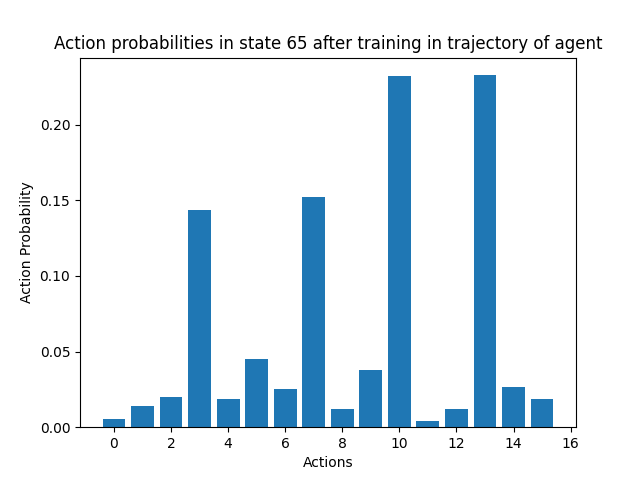 Action probabilities in state 65 after training in trajectory of agent
0.20
0.15
0.10
0.05
0.00
Action Probability
0 2 4 6 8 10 12 14 16
Actions